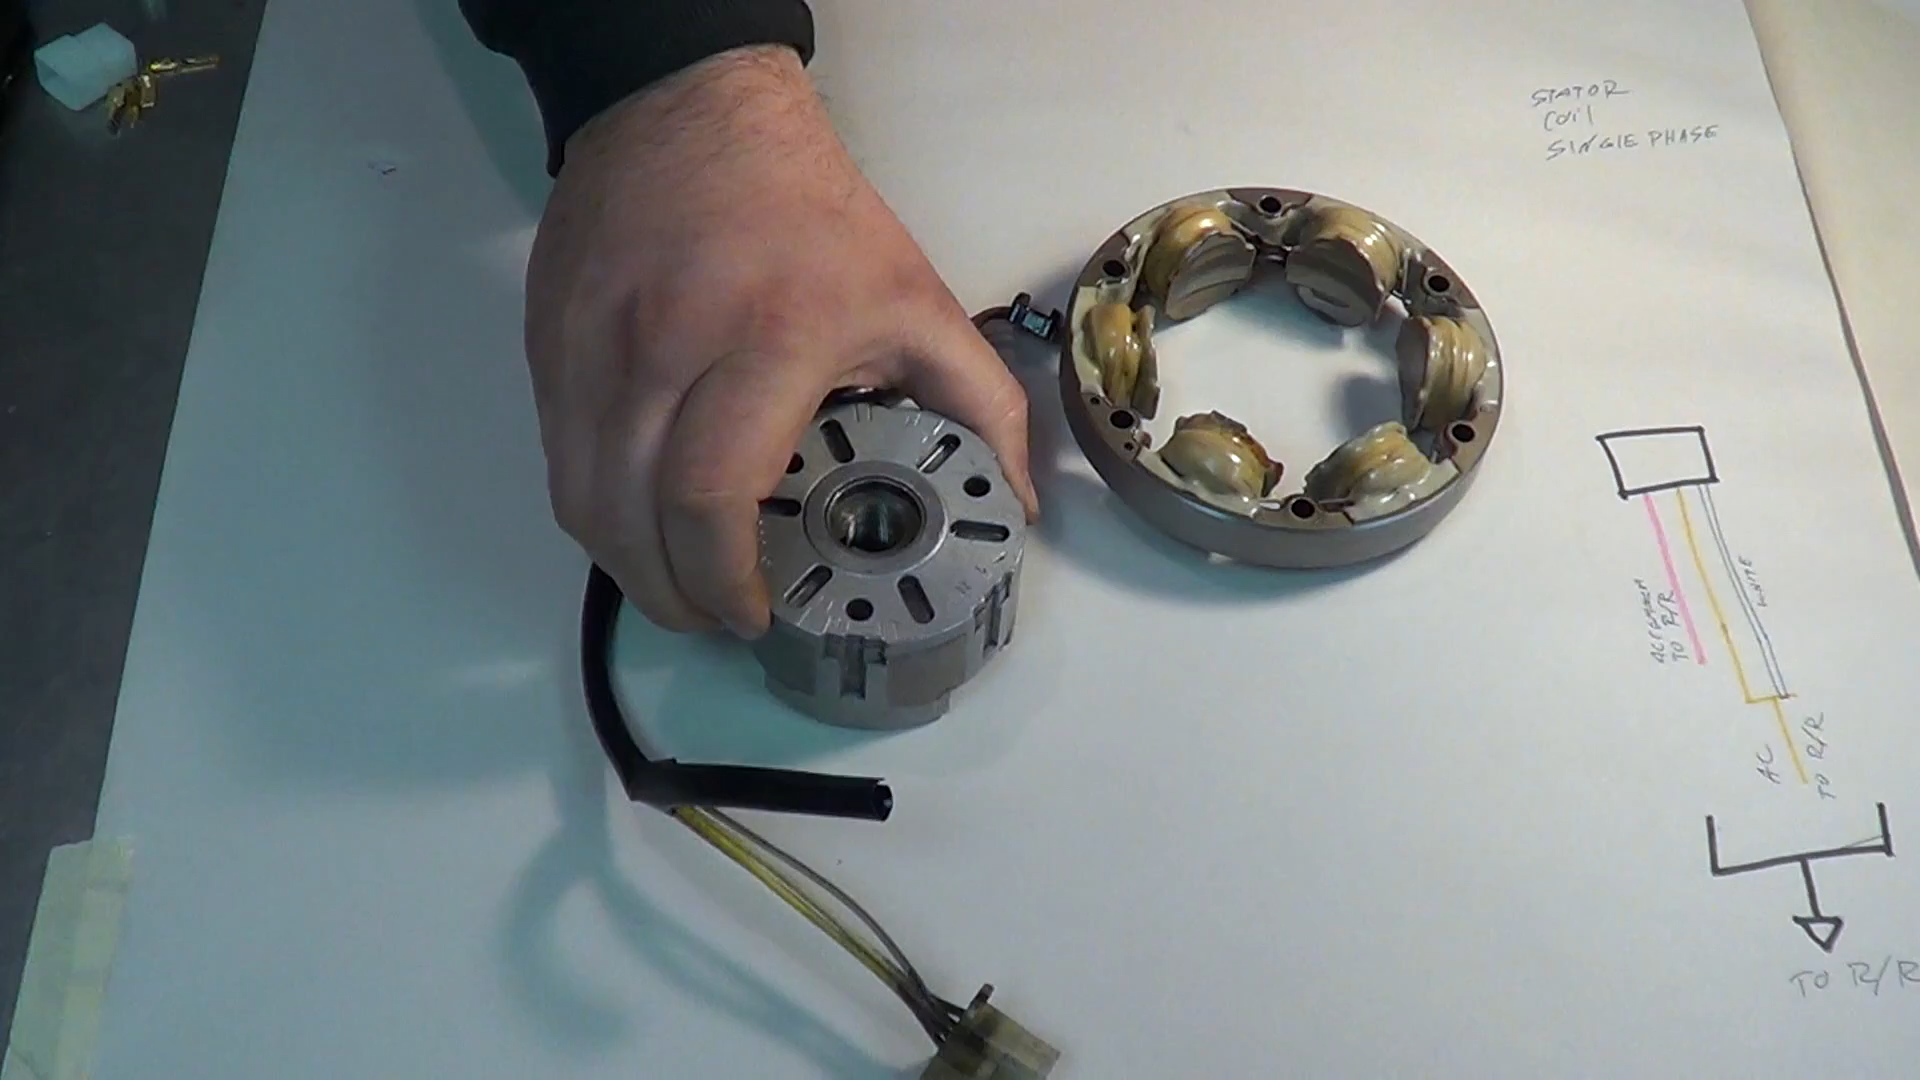 STATOR
COIL
SINGLE PHASE
WHITE
TO R/R
AC
TO R/R
TO R/R